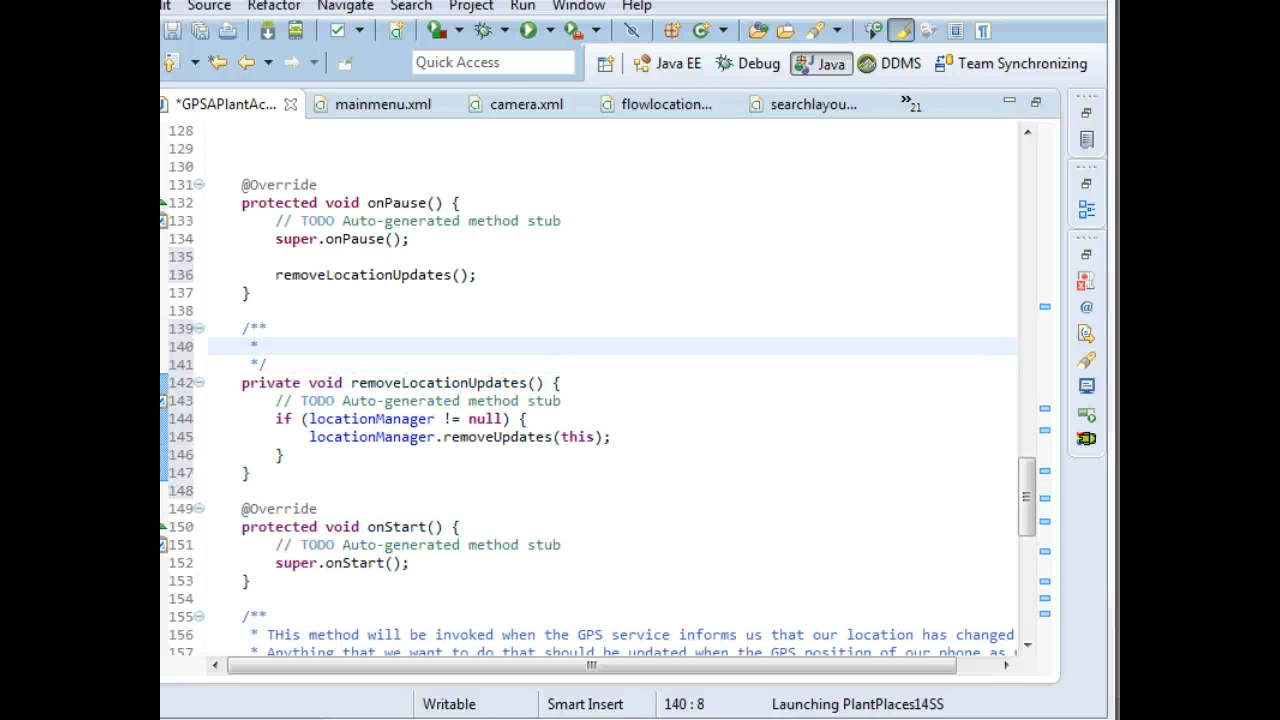 it Source Refactor Navigate Search Project Run Window Help
Quick Access Java EE Debug Java DDMS Team Synchronizing
*GPSAPlantAc... mainmenu.xml camera.xml flowlocation... searchlayou... »21
128
129
130
131 @Override
132 protected void onPause() {
133 // TODO Auto-generated method stub
134 super.onPause();
135
136 removeLocationUpdates();
137 }
138
139 /**
140 *
141 */
142 private void removeLocationUpdates() {
143 // TODO Auto-generated method stub
144 if (locationManager != null) {
145 locationManager.removeUpdates(this);
146 }
147 }
148
149 @Override
150 protected void onStart() {
151 // TODO Auto-generated method stub
152 super.onStart();
153 }
154
155 /**
156 * THis method will be invoked when the GPS service informs us that our location has changed
157 * Anything that we want to do that should be updated when the GPS position of our phone as
Writable Smart Insert 140 : 8 Launching PlantPlaces14SS